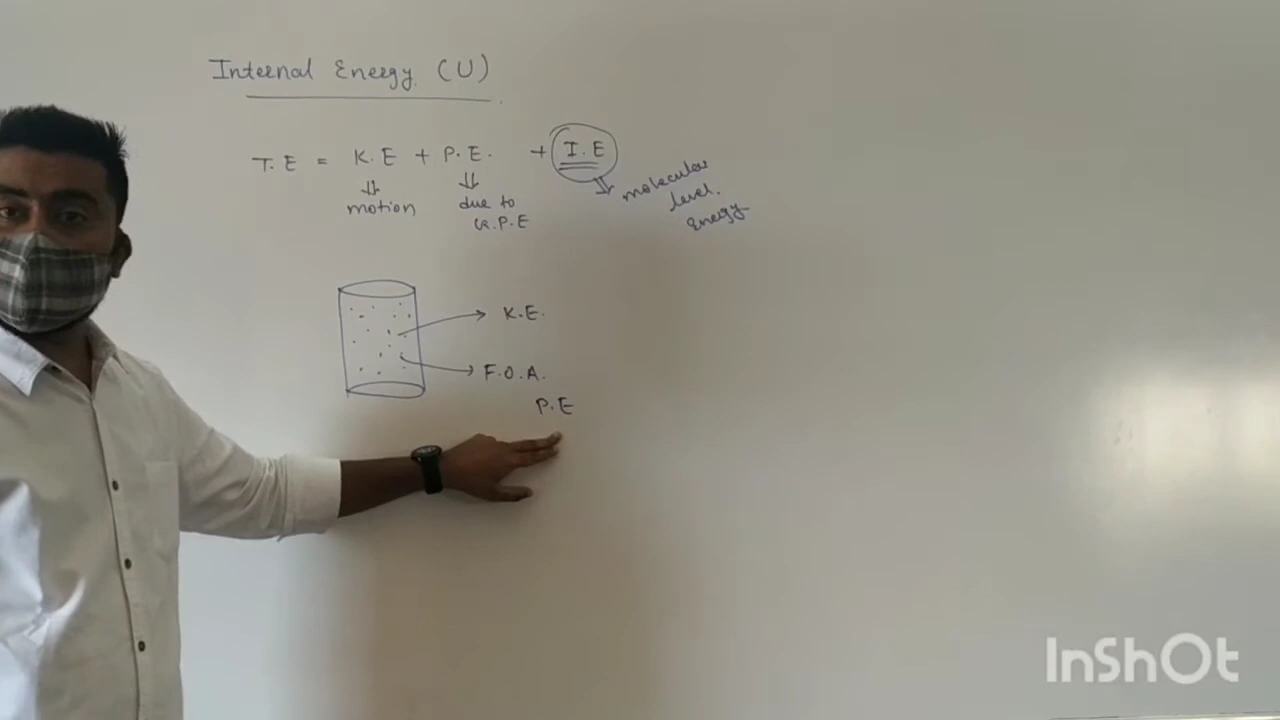 Internal Energy (U)
T.E = K.E + P.E. + I.E
⇓ motion
⇓ due to
G.P.E
⇒ molecular
level.
Energy
→ K.E.
→ F.O.A.
P.E
InShOt